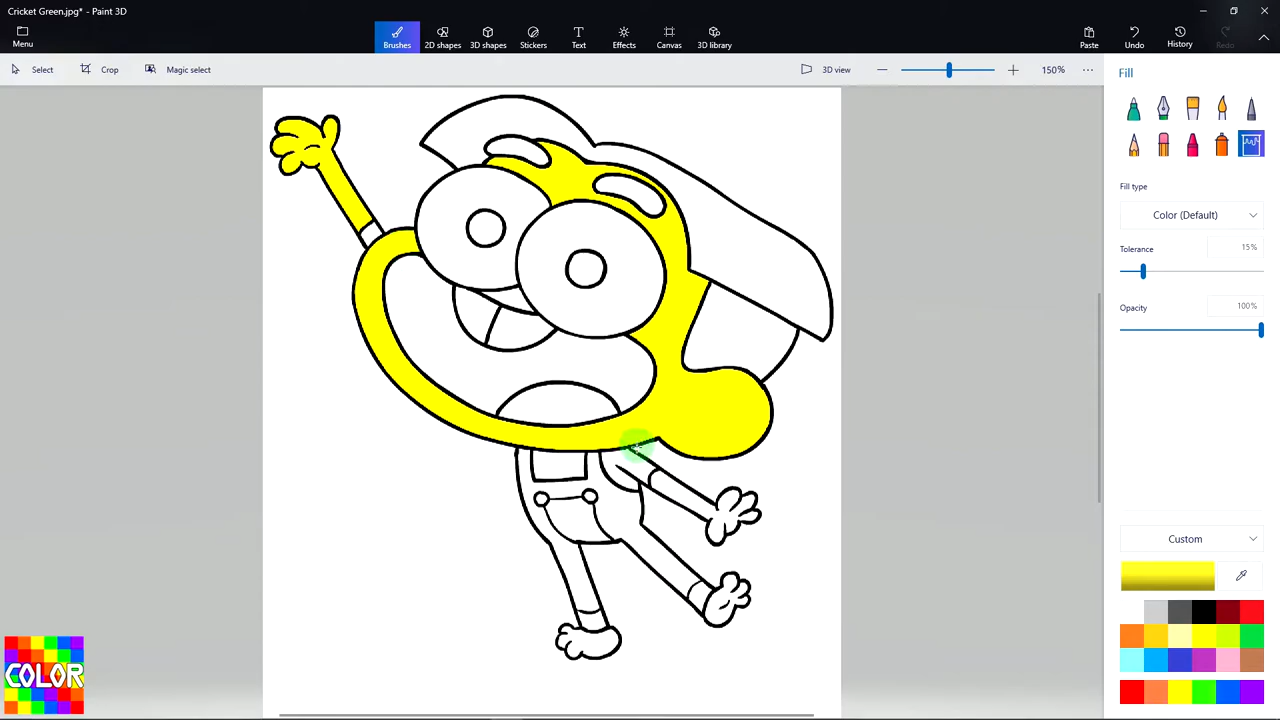 Cricket Green.jpg* - Paint 3D
Menu
Brushes
2D shapes
3D shapes
Stickers
Text
Effects
Canvas
3D library
Paste
Undo
History
Redo
Select
Crop
Magic select
3D view
150%
Fill
Fill type
Color (Default)
Tolerance
15%
Opacity
100%
Custom
COLOR